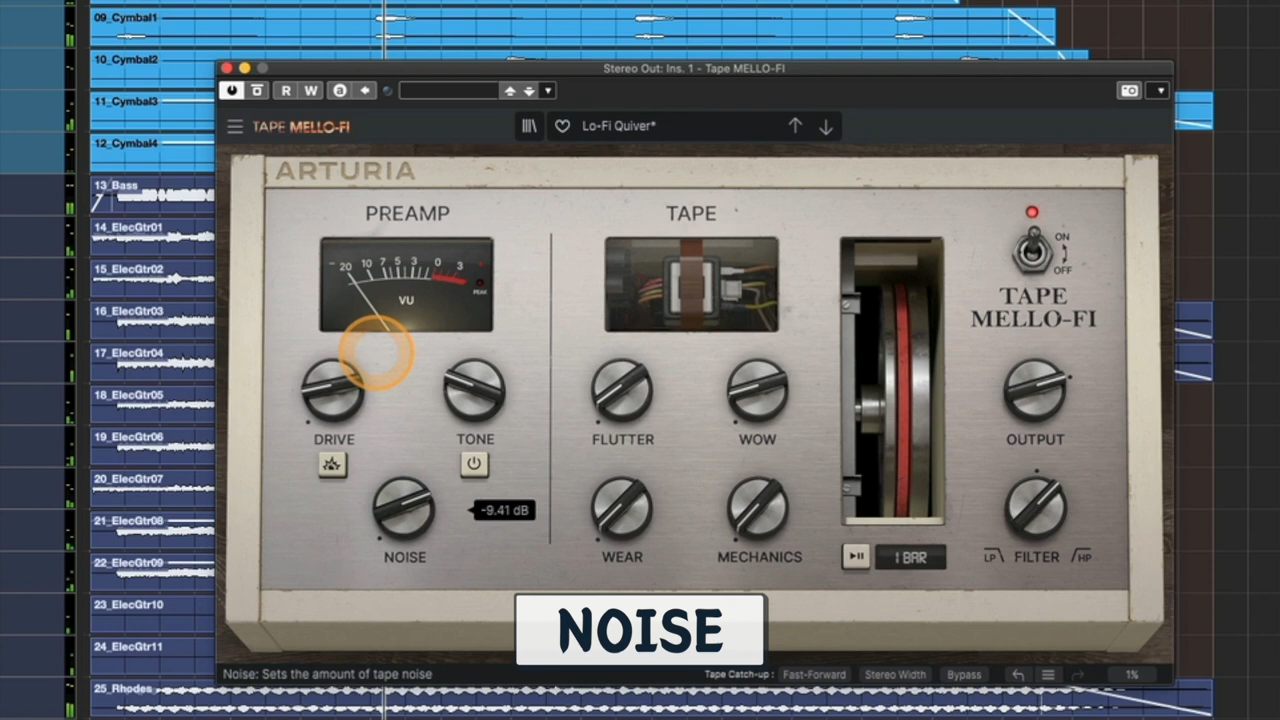 09_Cymbal1
10_Cymbal2
Stereo Out: Ins. 1 - Tape MELLO-FI
R W a
11_Cymbal3
TAPE MELLO-FI
Lo-Fi Quiver*
12_Cymbal4
ARTURIA
13_Bass
PREAMP
TAPE
14_ElecGtr01
ON
OFF
- 20 10 7 5 3 0 3 +
PEAK
VU
15_ElecGtr02
TAPE
MELLO-FI
16_ElecGtr03
17_ElecGtr04
18_ElecGtr05
19_ElecGtr06
DRIVE
TONE
FLUTTER
WOW
OUTPUT
20_ElecGtr07
21_ElecGtr08
-9.41 dB
22_ElecGtr09
NOISE
WEAR
MECHANICS
1 BAR
LP FILTER HP
23_ElecGtr10
NOISE
24_ElecGtr11
Noise: Sets the amount of tape noise
Tape Catch-up : Fast-Forward
Stereo Width
Bypass
1%
25_Rhodes